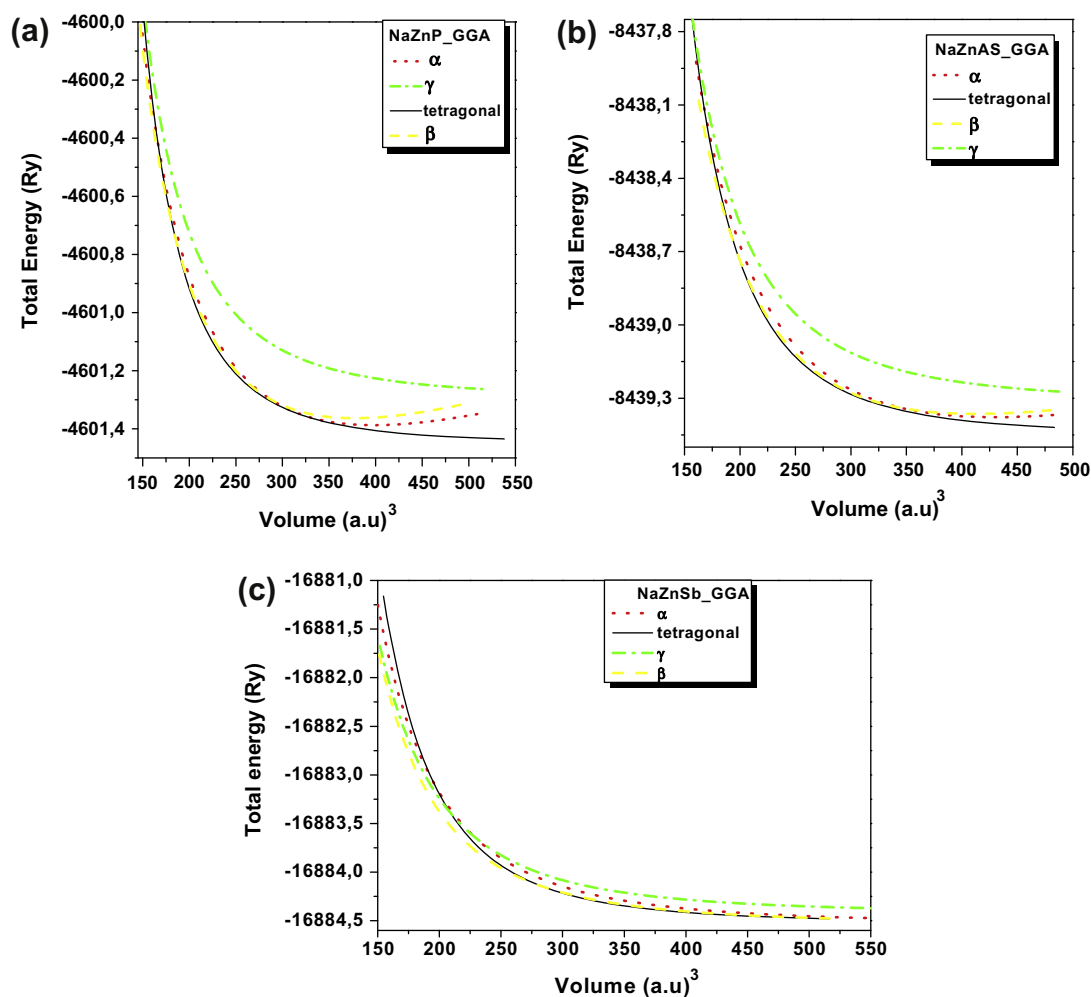 (a)
-4600,0
-4600,2
-4600,4
-4600,6
-4600,8
-4601,0
-4601,2
-4601,4
Total Energy (Ry)
NaZnP_GGA
α
γ
tetragonal
β
150 200 250 300 350 400 450 500 550
Volume (a.u)³
(b)
-8437,8
-8438,1
-8438,4
-8438,7
-8439,0
-8439,3
Total Energy (Ry)
NaZnAS_GGA
α
tetragonal
β
γ
150 200 250 300 350 400 450 500
Volume (a.u)³
(c)
-16881,0
-16881,5
-16882,0
-16882,5
-16883,0
-16883,5
-16884,0
-16884,5
Total energy (Ry)
NaZnSb_GGA
α
tetragonal
γ
β
150 200 250 300 350 400 450 500 550
Volume (a.u)³